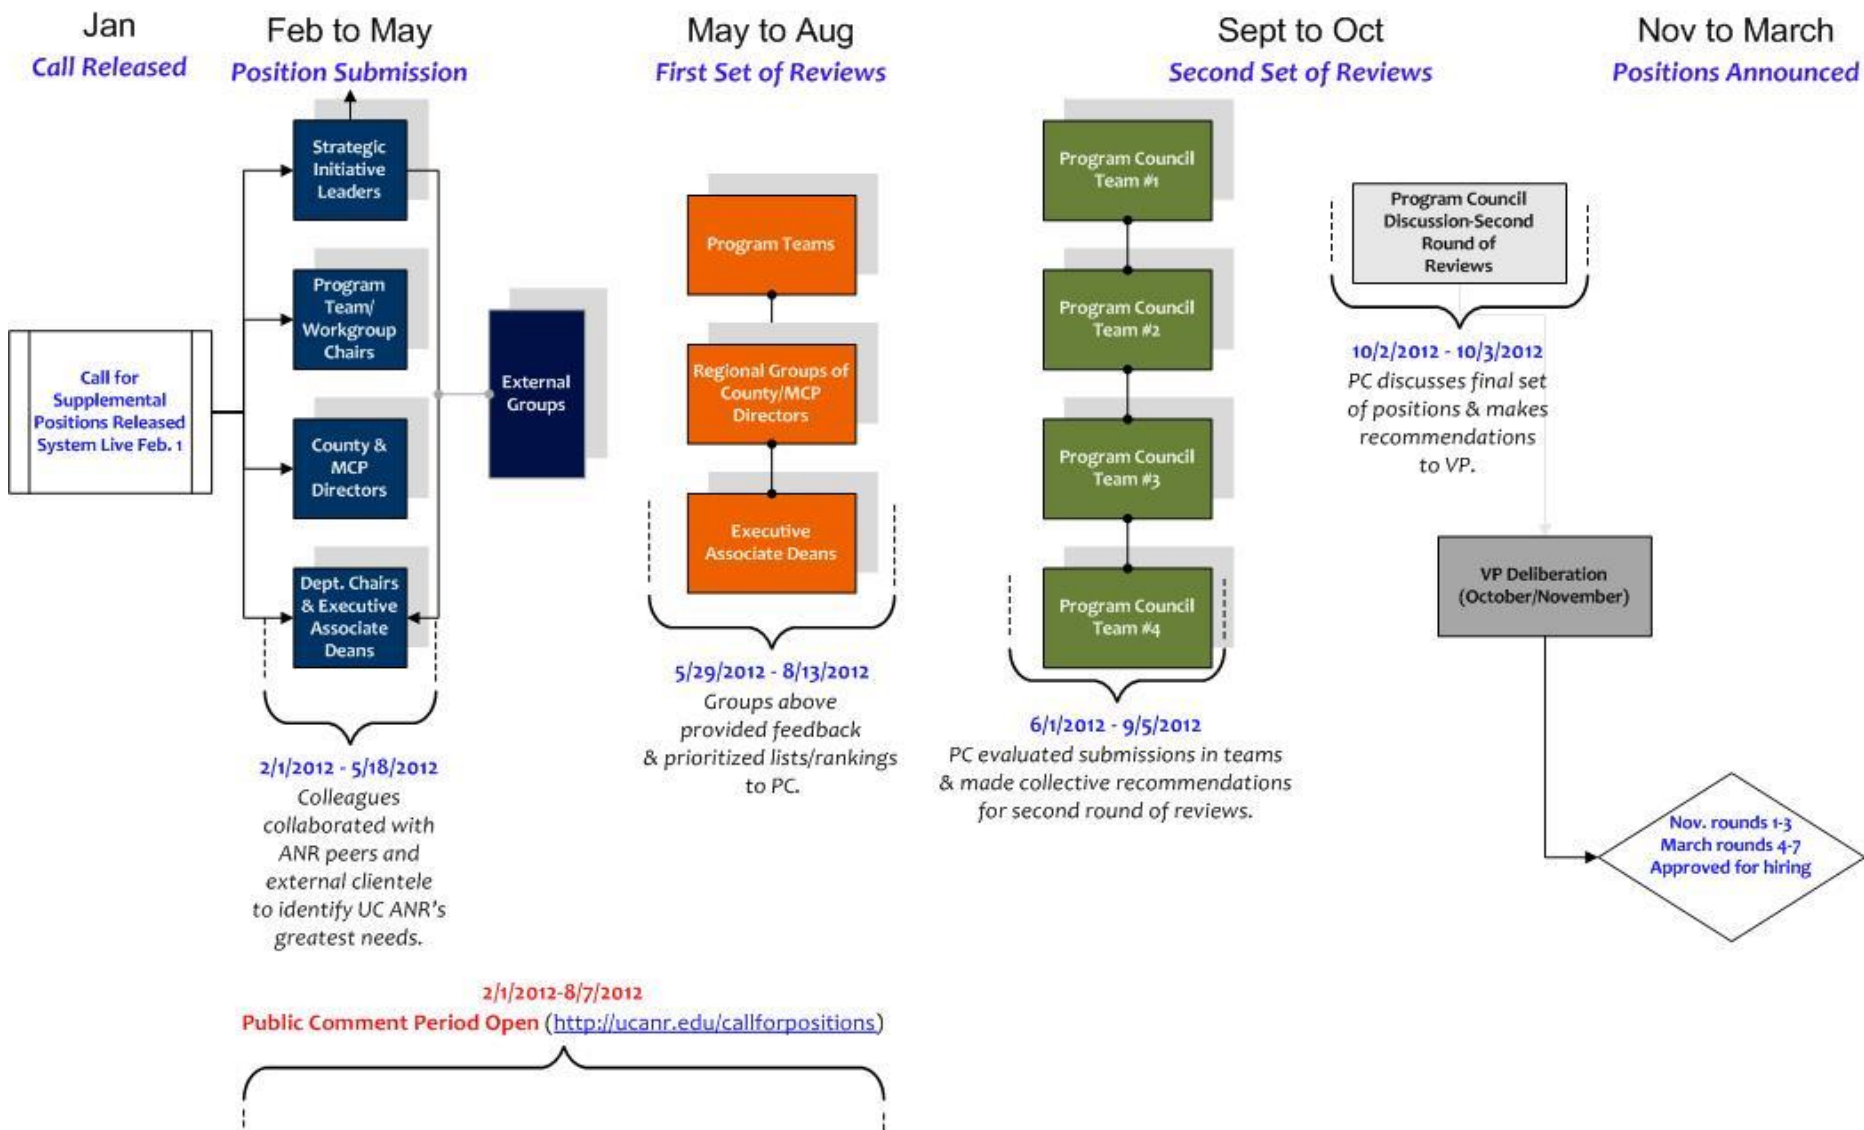 Jan
Call Released
Feb to May
Position Submission
May to Aug
First Set of Reviews
Sept to Oct
Second Set of Reviews
Nov to March
Positions Announced
Call for
Supplemental
Positions Released
System Live Feb. 1
Strategic
Initiative
Leaders
Program
Team/
Workgroup
Chairs
County &
MCP
Directors
Dept. Chairs
& Executive
Associate
Deans
External
Groups
2/1/2012 - 5/18/2012
Colleagues
collaborated with
ANR peers and
external clientele
to identify UC ANR's
greatest needs.
Program Teams
Regional Groups of
County/MCP
Directors
Executive
Associate Deans
5/29/2012 - 8/13/2012
Groups above
provided feedback
& prioritized lists/rankings
to PC.
Program Council
Team #1
Program Council
Team #2
Program Council
Team #3
Program Council
Team #4
6/1/2012 - 9/5/2012
PC evaluated submissions in teams
& made collective recommendations
for second round of reviews.
Program Council
Discussion-Second
Round of
Reviews
10/2/2012 - 10/3/2012
PC discusses final set
of positions & makes
recommendations
to VP.
VP Deliberation
(October/November)
Nov. rounds 1-3
March rounds 4-7
Approved for hiring
2/1/2012-8/7/2012
Public Comment Period Open (http://ucanr.edu/callforpositions)